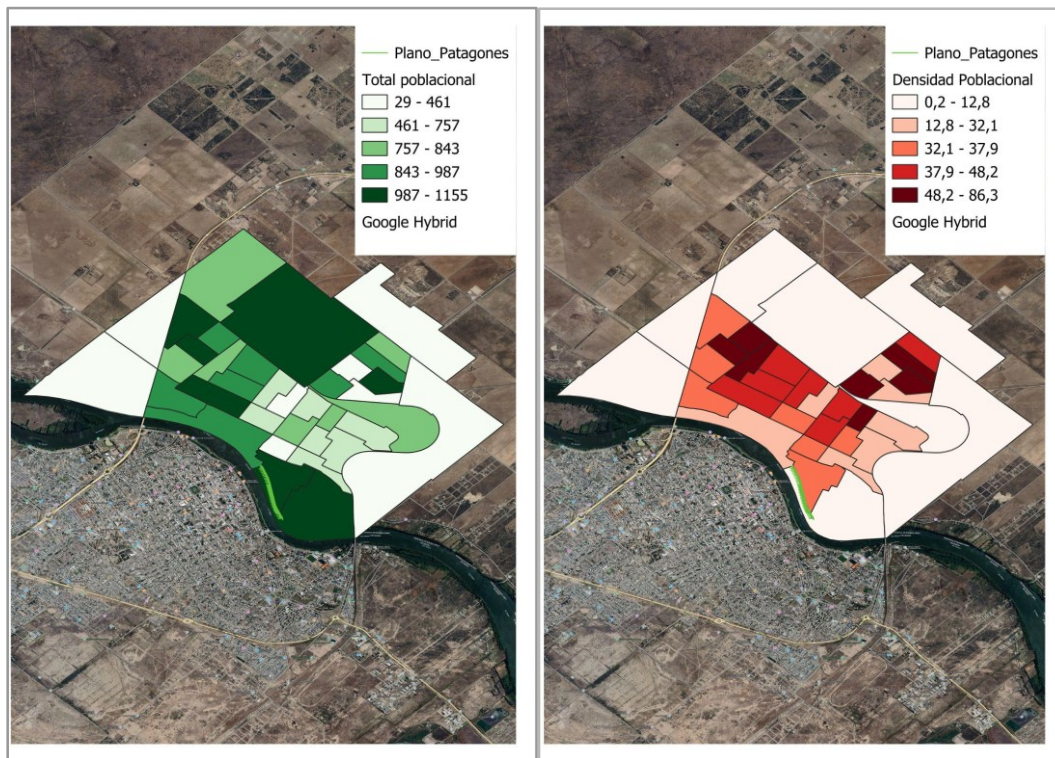 Plano_Patagones
Total poblacional
29 - 461
461 - 757
757 - 843
843 - 987
987 - 1155
Google Hybrid
Plano_Patagones
Densidad Poblacional
0,2 - 12,8
12,8 - 32,1
32,1 - 37,9
37,9 - 48,2
48,2 - 86,3
Google Hybrid